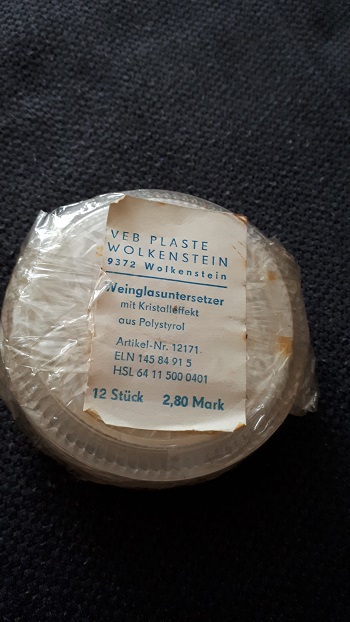 VEB PLASTE
WOLKENSTEIN
9372 Wolkenstein
Weinglasuntersetzer
mit Kristalleffekt
aus Polystyrol
Artikel-Nr. 12171
ELN 145 84 91 5
HSL 64 11 500 0401
12 Stück 2,80 Mark